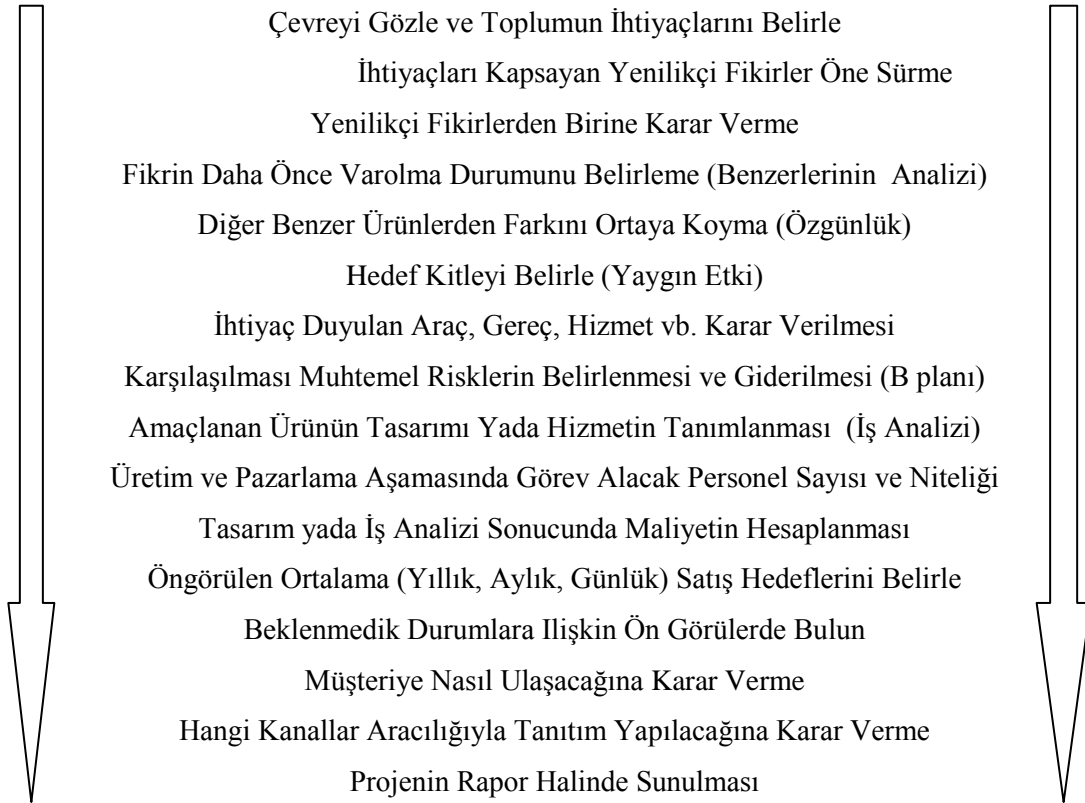 Çevreyi Gözle ve Toplumun İhtiyaçlarını Belirle
İhtiyaçları Kapsayan Yenilikçi Fikirler Öne Sürme
Yenilikçi Fikirlerden Birine Karar Verme
Fikrin Daha Önce Varolma Durumunu Belirleme (Benzerlerinin Analizi)
Diğer Benzer Ürünlerden Farkını Ortaya Koyma (Özgünlük)
Hedef Kitleyi Belirle (Yaygın Etki)
İhtiyaç Duyulan Araç, Gereç, Hizmet vb. Karar Verilmesi
Karşılaşılması Muhtemel Risklerin Belirlenmesi ve Giderilmesi (B planı)
Amaçlanan Ürünün Tasarımı Yada Hizmetin Tanımlanması (İş Analizi)
Üretim ve Pazarlama Aşamasında Görev Alacak Personel Sayısı ve Niteliği
Tasarım yada İş Analizi Sonucunda Maliyetin Hesaplanması
Öngörülen Ortalama (Yıllık, Aylık, Günlük) Satış Hedeflerini Belirle
Beklenmedik Durumlara Ilişkin Ön Görülerde Bulun
Müşteriye Nasıl Ulaşacağına Karar Verme
Hangi Kanallar Aracılığıyla Tanıtım Yapılacağına Karar Verme
Projenin Rapor Halinde Sunulması